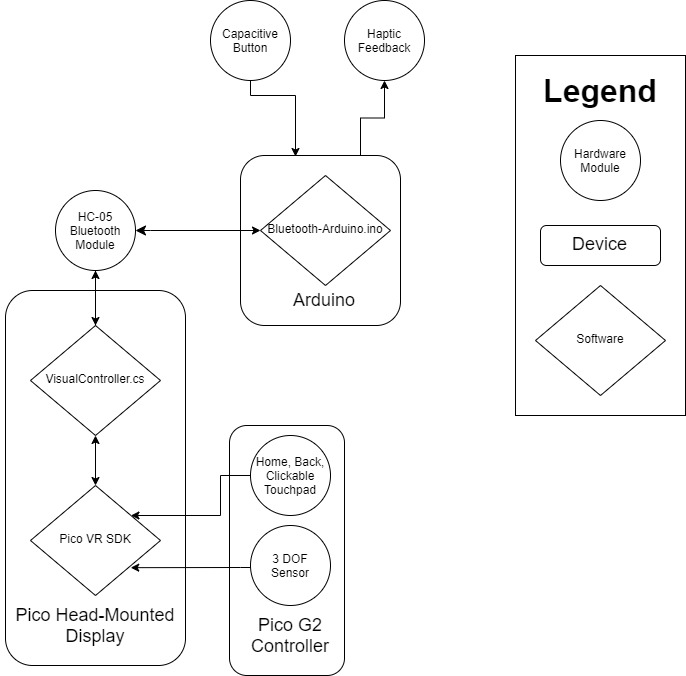 Capacitive
Button
Haptic
Feedback
Legend
Hardware
Module
Device
Software
HC-05
Bluetooth
Module
Bluetooth-Arduino.ino
Arduino
VisualController.cs
Pico VR SDK
Pico Head-Mounted
Display
Home, Back,
Clickable
Touchpad
3 DOF
Sensor
Pico G2
Controller